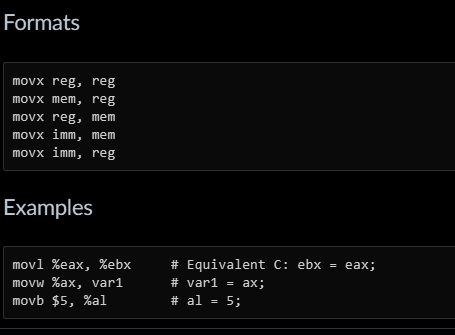 Formats
movx reg, reg
movx mem, reg
movx reg, mem
movx imm, mem
movx imm, reg
Examples
movl %eax, %ebx     # Equivalent C: ebx = eax;
movw %ax, var1      # var1 = ax;
movb $5, %al        # al = 5;